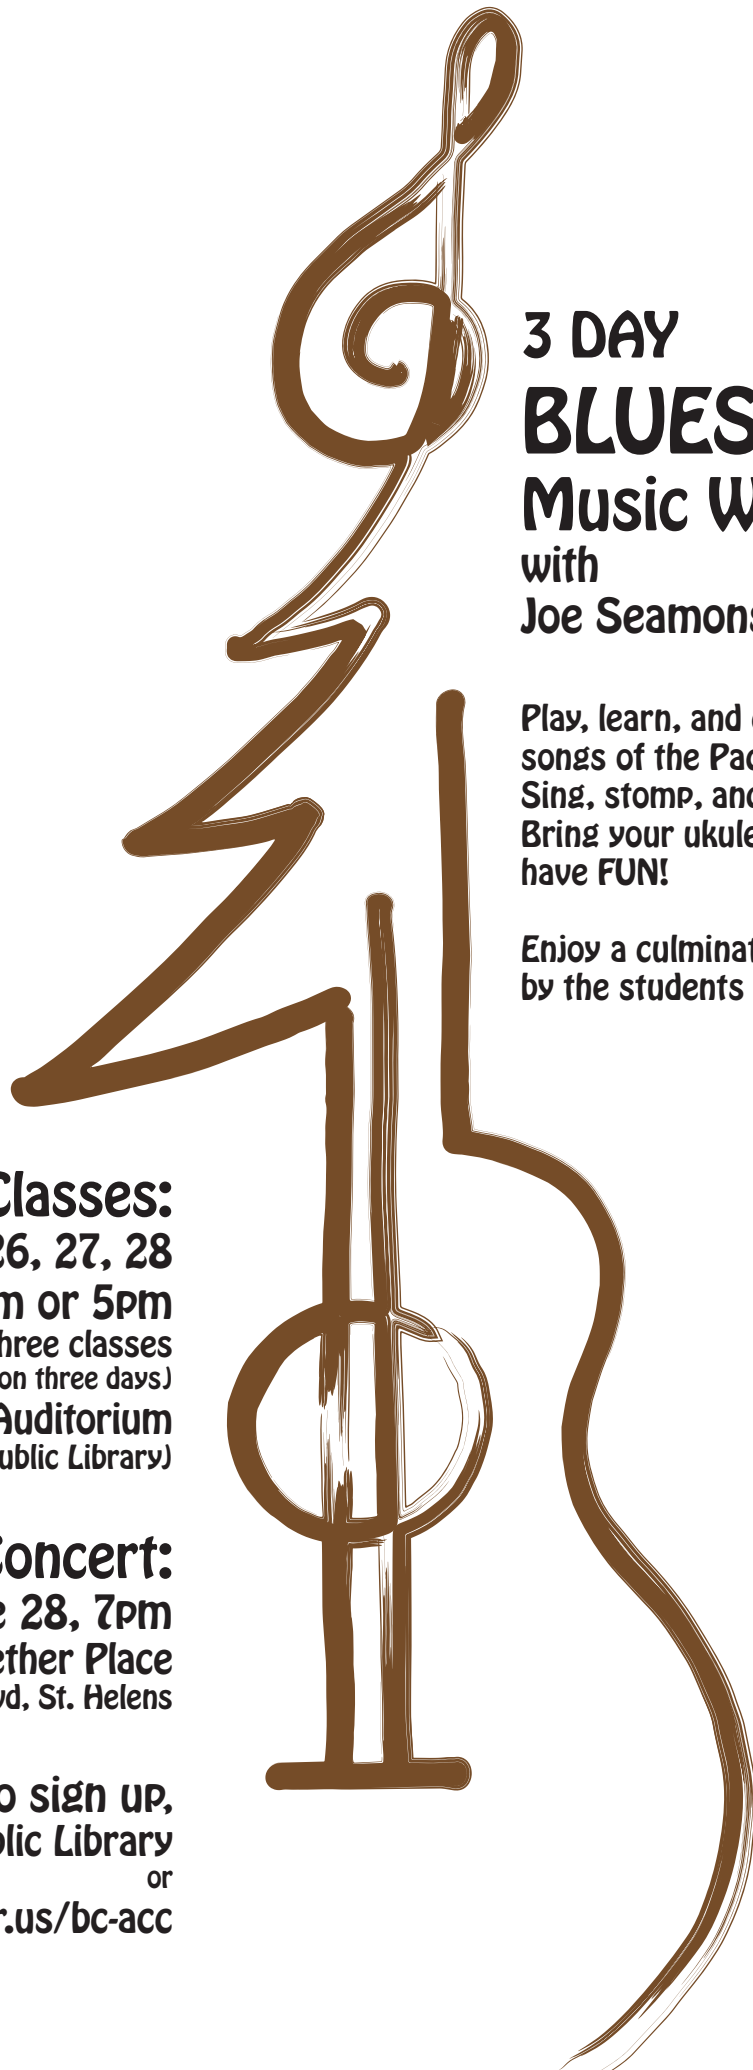 3 DAY
BLUES
Music W
with
Joe Seamons
Play, learn, and
songs of the Pac
Sing, stomp, and
Bring your ukule
have FUN!
Enjoy a culminat
by the students
Classes:
26, 27, 28
m or 5pm
hree classes
on three days)
Auditorium
ublic Library)
Concert:
e 28, 7pm
ether Place
vd, St. Helens
o sign up,
blic Library
or
r.us/bc-acc